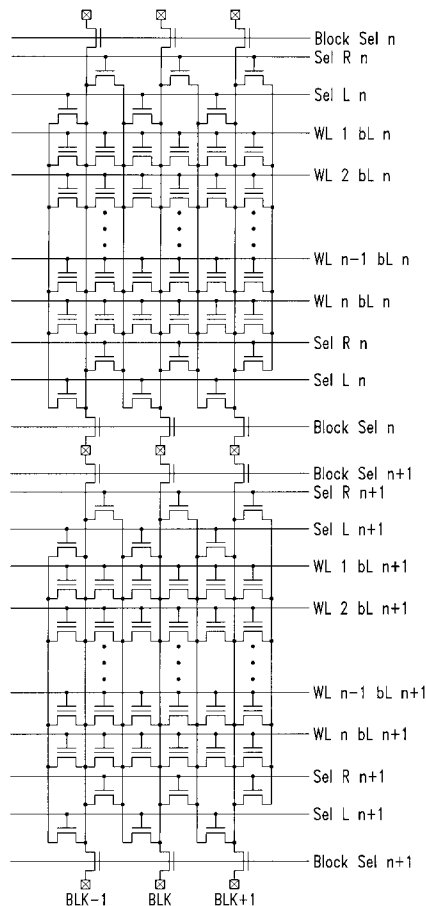 Block Sel n
Sel R n
Sel L n
WL 1 bL n
WL 2 bL n
WL n-1 bL n
WL n bL n
Sel R n
Sel L n
Block Sel n
Block Sel n+1
Sel R n+1
Sel L n+1
WL 1 bL n+1
WL 2 bL n+1
WL n-1 bL n+1
WL n bL n+1
Sel R n+1
Sel L n+1
Block Sel n+1
BLK-1 BLK BLK+1